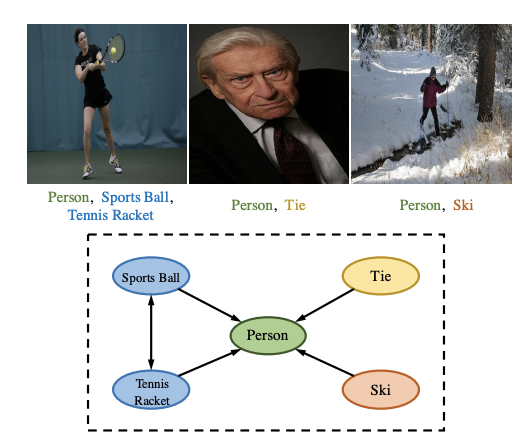 Person, Sports Ball,
Tennis Racket
Person, Tie
Person, Ski
Sports Ball
Tie
Person
Tennis
Racket
Ski